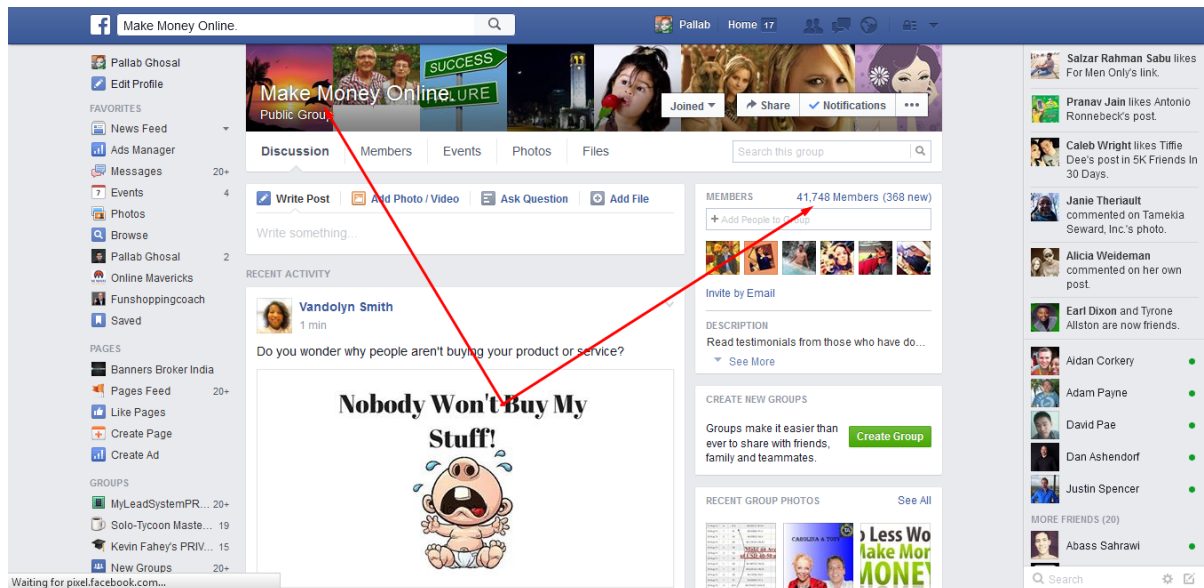 Make Money Online.
Pallab
Home 17
Pallab Ghosal
Edit Profile
FAVORITES
News Feed
Ads Manager
Messages 20+
Events 4
Photos
Browse
Pallab Ghosal 2
Online Mavericks
Funshoppingcoach
Saved
PAGES
Banners Broker India
Pages Feed 20+
Like Pages
Create Page
Create Ad
GROUPS
MyLeadSystemPR... 20+
Solo-Tycoon Maste... 19
Kevin Fahey's PRIV... 15
New Groups 20+
Waiting for pixel.facebook.com...
SUCCESS
Make Money Online.
Public Group
Joined
Share
Notifications
Discussion
Members
Events
Photos
Files
Search this group
Write Post
Add Photo / Video
Ask Question
Add File
Write something...
RECENT ACTIVITY
Vandolyn Smith
1 min
Do you wonder why people aren't buying your product or service?
Nobody Won't Buy My
Stuff!
MEMBERS
41,748 Members (368 new)
Add People to Group
Invite by Email
DESCRIPTION
Read testimonials from those who have do...
See More
CREATE NEW GROUPS
Groups make it easier than
ever to share with friends,
family and teammates.
Create Group
RECENT GROUP PHOTOS
See All
CAROLINA &
Less Wo
Make Mor
MONE
Salzar Rahman Sabu likes
For Men Only's link.
Pranav Jain likes Antonio
Ronnebeck's post.
Caleb Wright likes Tiffie
Dee's post in 5K Friends In
30 Days.
Janie Theriault
commented on Tamekia
Seward, Inc.'s photo.
Alicia Weideman
commented on her own
post.
Earl Dixon and Tyrone
Allston are now friends.
Aidan Corkery
Adam Payne
David Pae
Dan Ashendorf
Justin Spencer
MORE FRIENDS (20)
Abass Sahrawi
Search